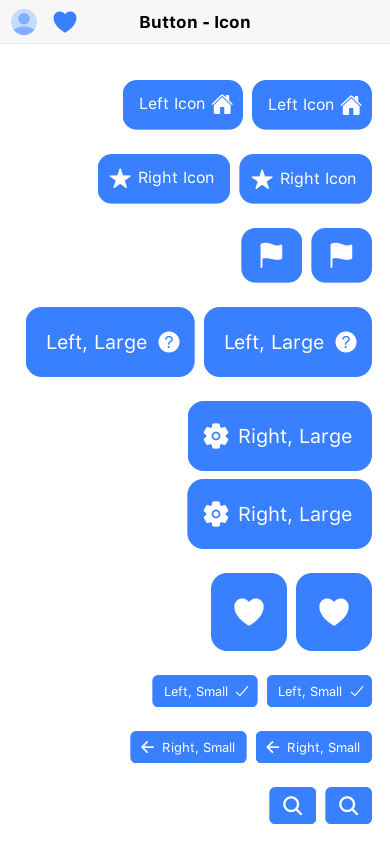 Button - Icon
Left Icon Left Icon
Right Icon Right Icon
Left, Large ? Left, Large ?
Right, Large
Right, Large
Left, Small Left, Small
Right, Small Right, Small